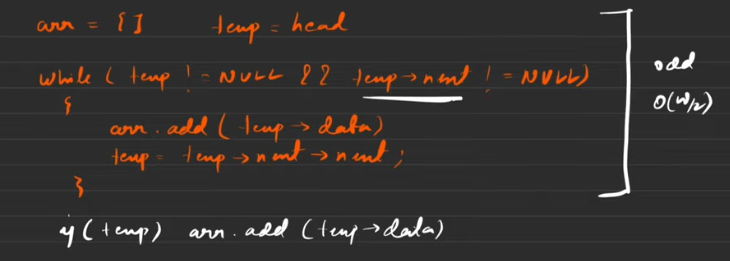 arr = [] temp = head
while ( temp != NULL && temp→next != NULL)
{
arr.add ( temp → data)
temp = temp → next → next ;
}
if (temp) arr.add (temp→data)
odd
O(N/2)